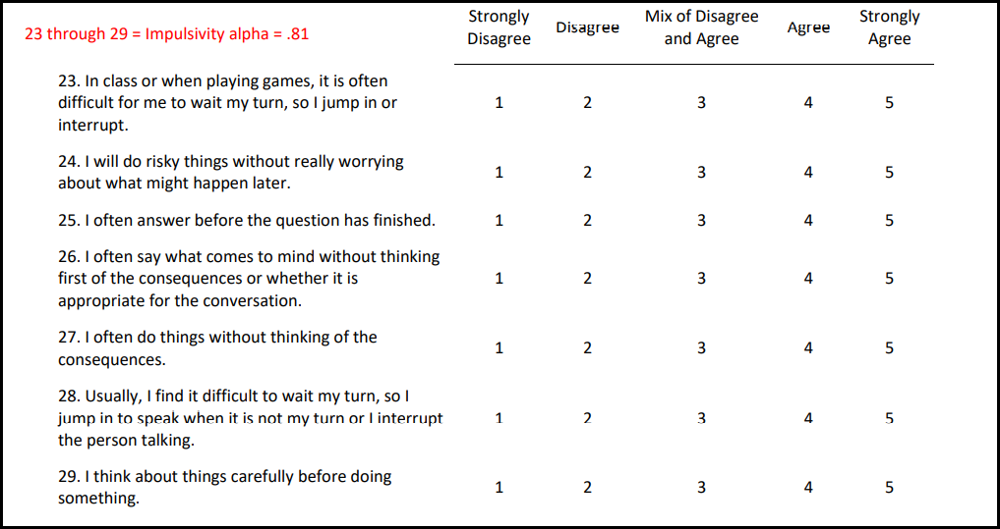 Strongly Disagree Mix of Disagree Agree Strongly
23 through 29 = Impulsivity alpha = .81 Disagree and Agree Agree
23. In class or when playing games, it is often
difficult for me to wait my turn, so I jump in or 1 2 3 4 5
interrupt.
24. I will do risky things without really worrying
about what might happen later. 1 2 3 4 5
25. I often answer before the question has finished. 1 2 3 4 5
26. I often say what comes to mind without thinking
first of the consequences or whether it is 1 2 3 4 5
appropriate for the conversation.
27. I often do things without thinking of the
consequences. 1 2 3 4 5
28. Usually, I find it difficult to wait my turn, so I
jump in to speak when it is not my turn or I interrupt 1 2 3 4 5
the person talking.
29. I think about things carefully before doing
something. 1 2 3 4 5